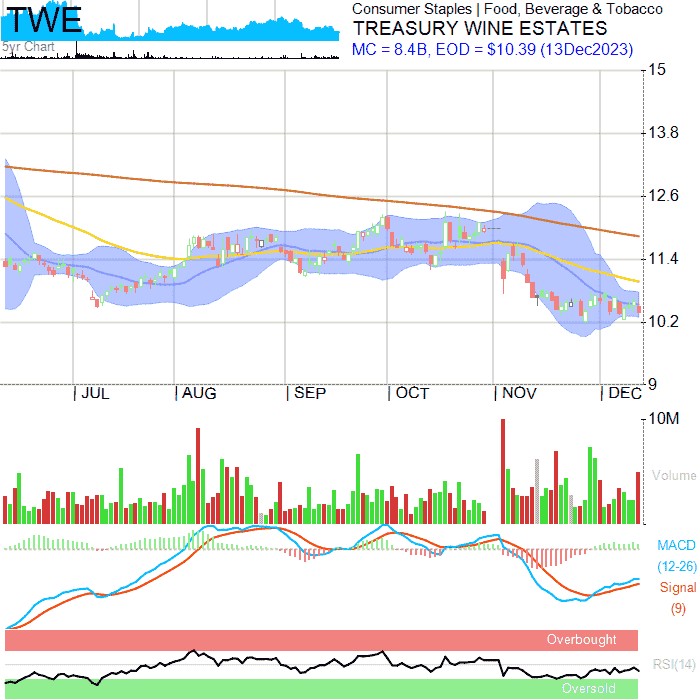 TWE
5yr Chart
Consumer Staples | Food, Beverage & Tobacco
TREASURY WINE ESTATES
MC = 8.4B, EOD = $10.39 (13Dec2023)
15
13.8
12.6
11.4
10.2
9
JUL AUG SEP OCT NOV DEC
10M
Volume
MACD
(12-26)
Signal
(9)
Overbought
RSI(14)
Oversold